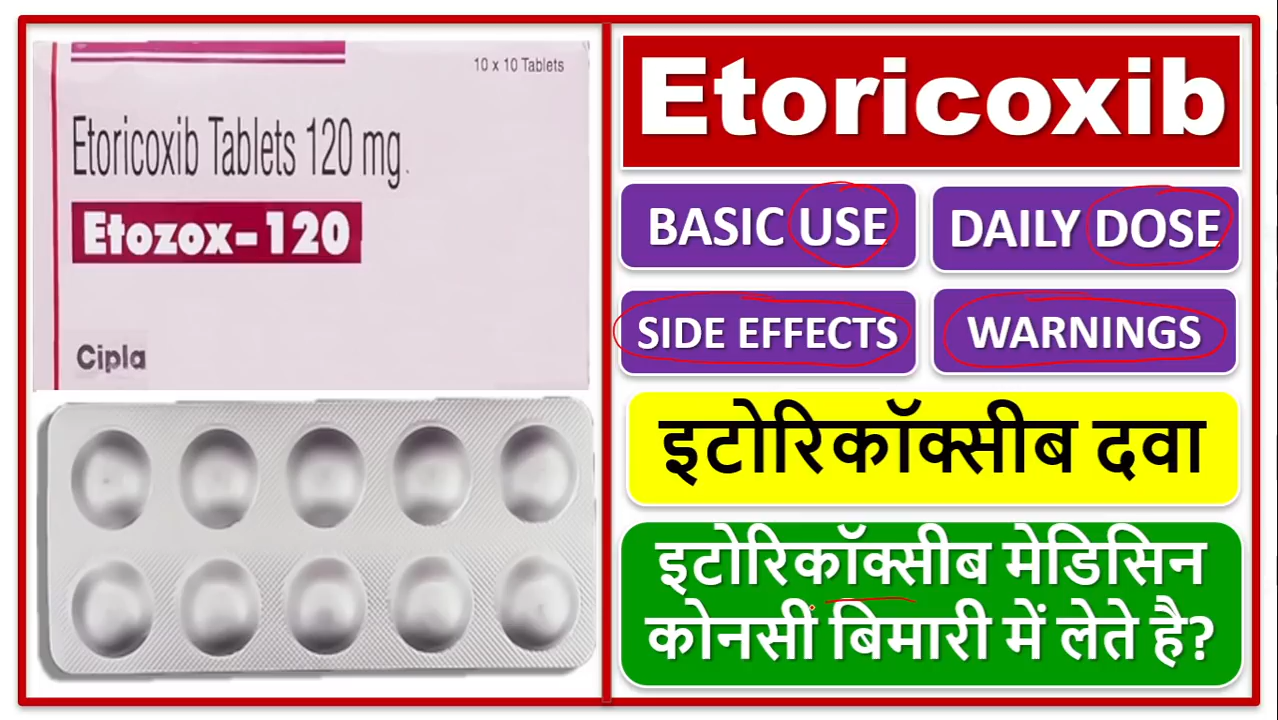 10 x 10 Tablets
Etoricoxib Tablets 120 mg.
Etozox-120
Cipla
Etoricoxib
BASIC USE
DAILY DOSE
SIDE EFFECTS
WARNINGS
इटोरिकॉक्सीब दवा
इटोरिकॉक्सीब मेडिसिन
कोनसी बिमारी में लेते है?